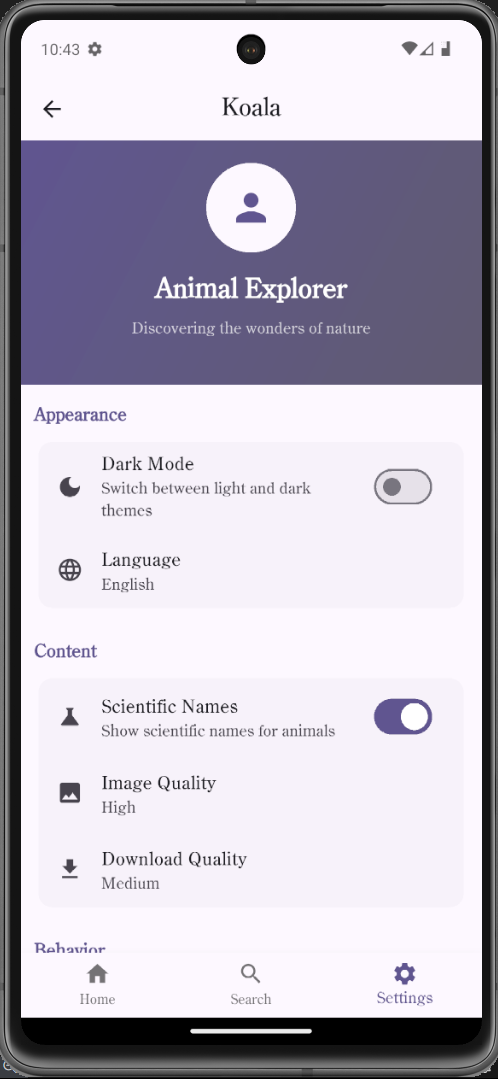 10:43
Koala
Animal Explorer
Discovering the wonders of nature
Appearance
Dark Mode
Switch between light and dark
themes
Language
English
Content
Scientific Names
Show scientific names for animals
Image Quality
High
Download Quality
Medium
Behavior
Home
Search
Settings